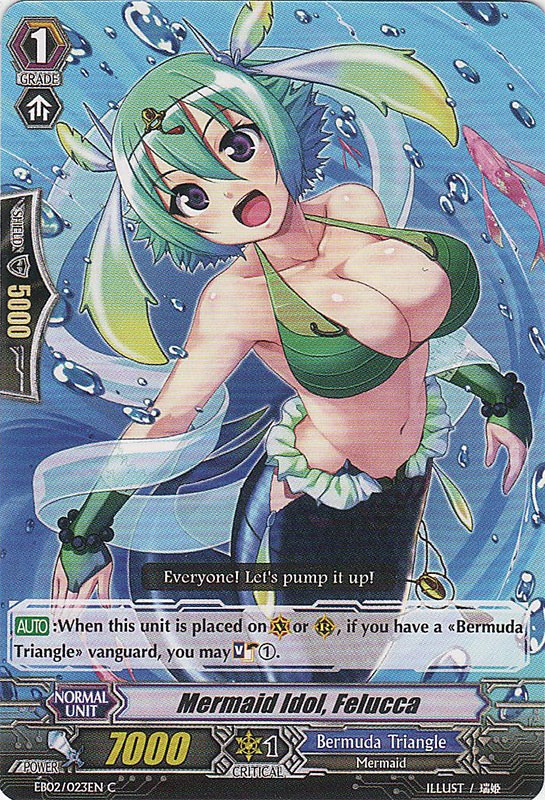 1
GRADE
SHIELD
5000
Everyone! Let's pump it up!
AUTO :When this unit is placed on V or R, if you have a «Bermuda
Triangle» vanguard, you may V 1.
NORMAL
UNIT
Mermaid Idol, Felucca
POWER
7000
1
CRITICAL
Bermuda Triangle
Mermaid
EB02/023EN C
ILLUST / 瑞姫